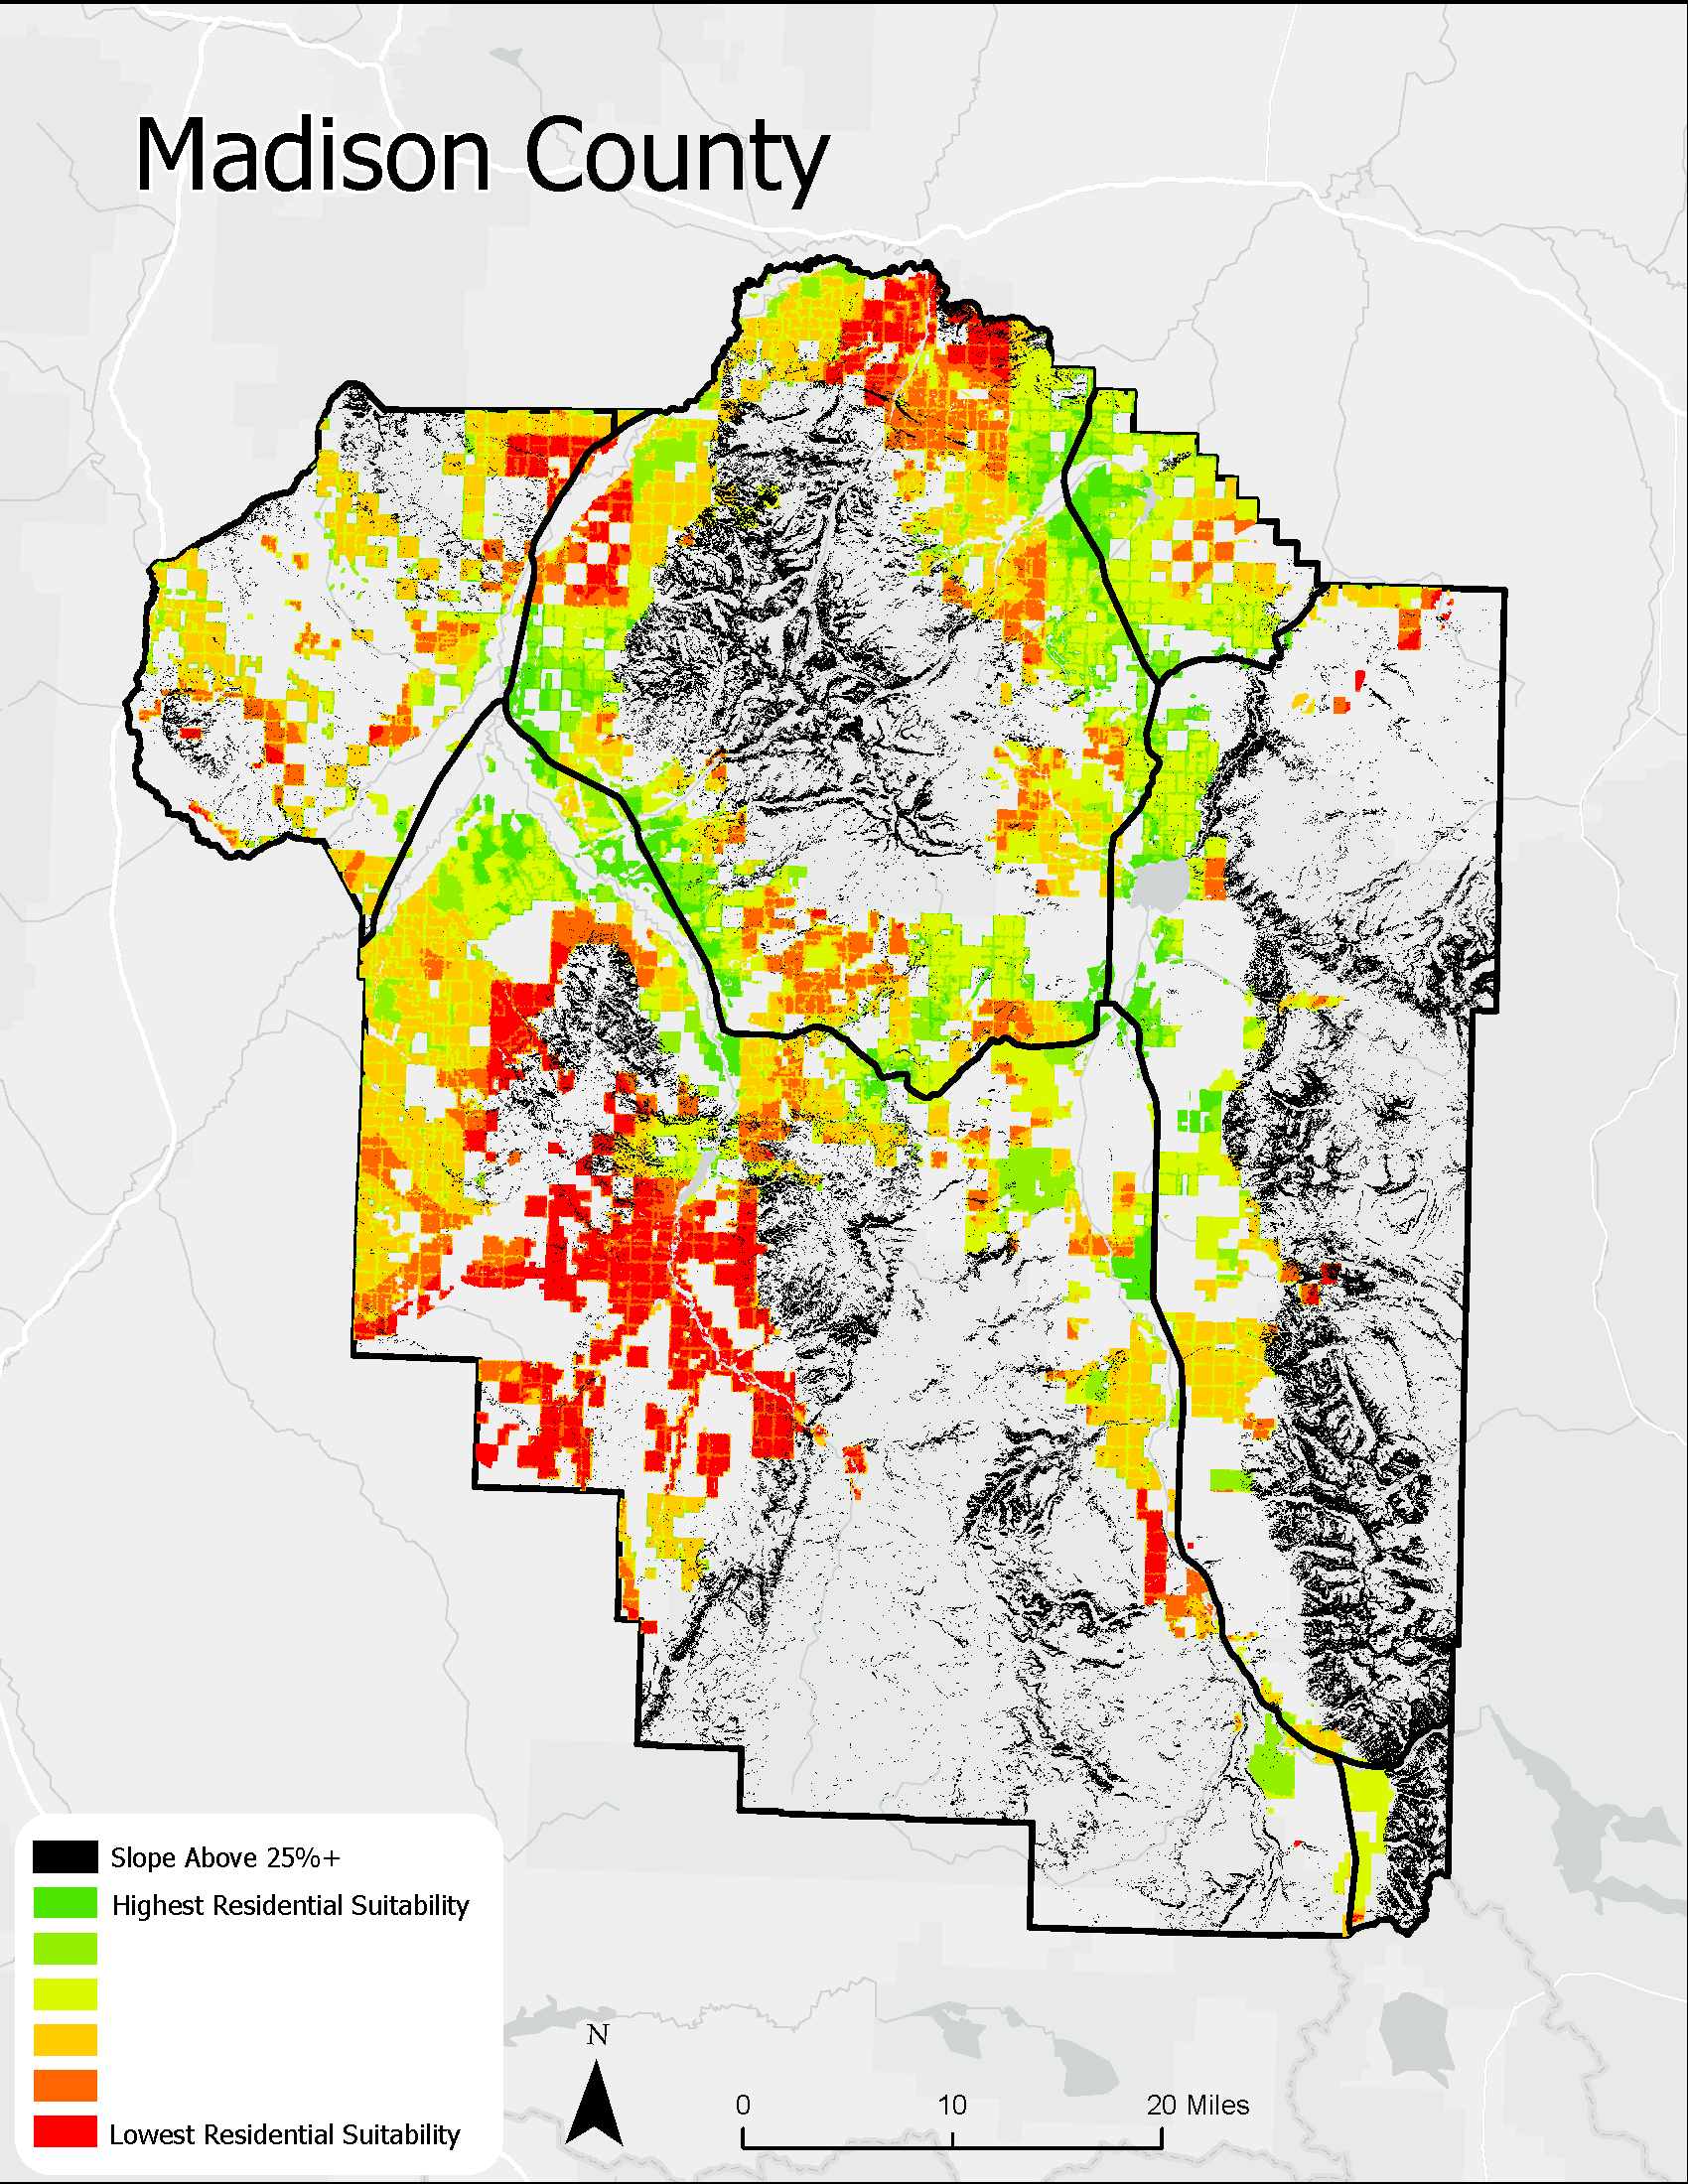 Madison County
Slope Above 25%+
Highest Residential Suitability
Lowest Residential Suitability
N
0 10 20 Miles